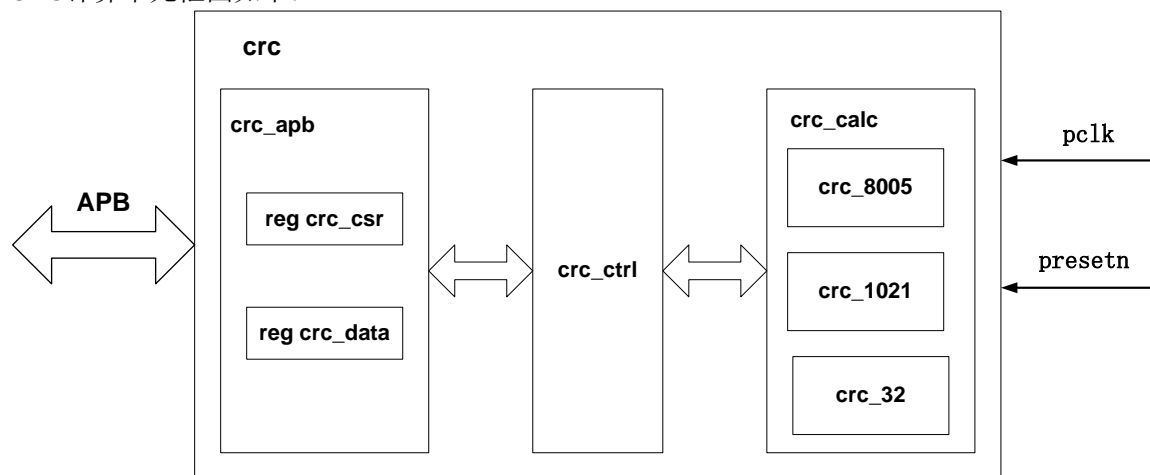 crc
crc_apb
reg crc_csr
reg crc_data
APB
crc_ctrl
crc_calc
crc_8005
crc_1021
crc_32
pclk
presetn